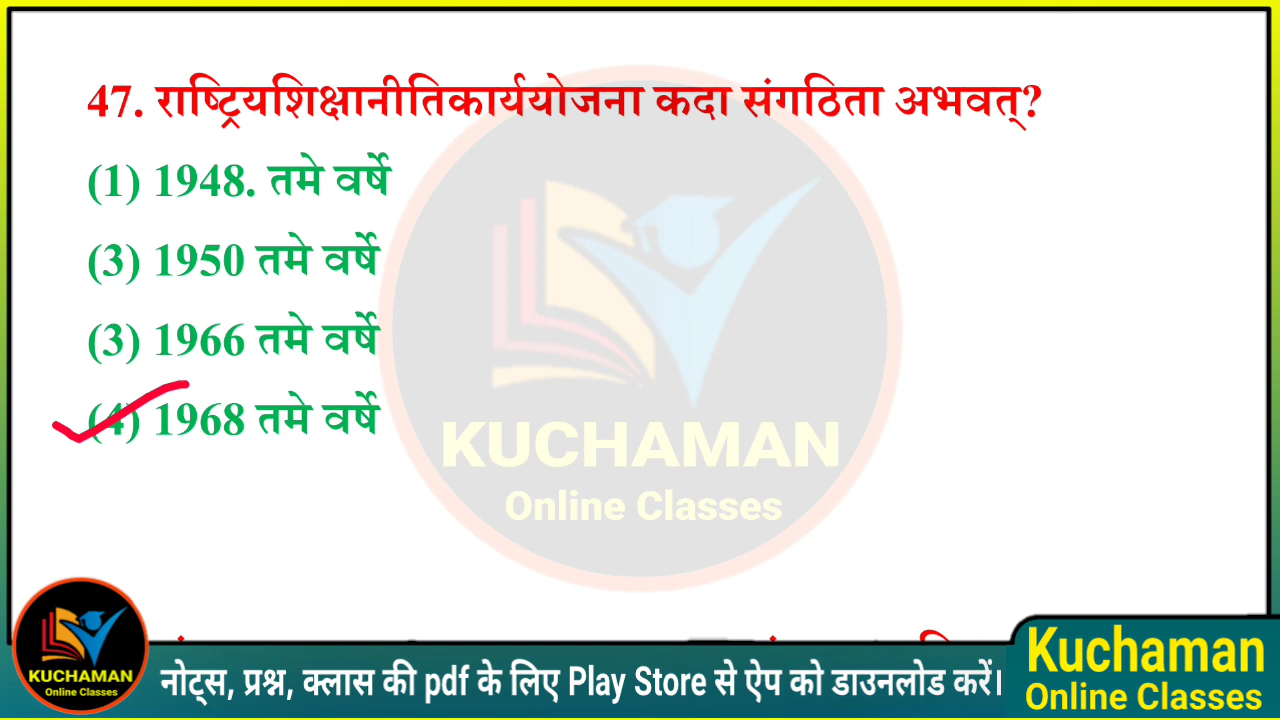 47. राष्ट्रियशिक्षानीतिकार्ययोजना कदा संगठिता अभवत्?
(1) 1948. तमे वर्षे
(3) 1950 तमे वर्षे
(3) 1966 तमे वर्षे
(4) 1968 तमे वर्षे
KUCHAMAN
Online Classes
KUCHAMAN
Online Classes
नोट्स, प्रश्न, क्लास की pdf के लिए Play Store से ऐप को डाउनलोड करें।
Kuchaman
Online Classes